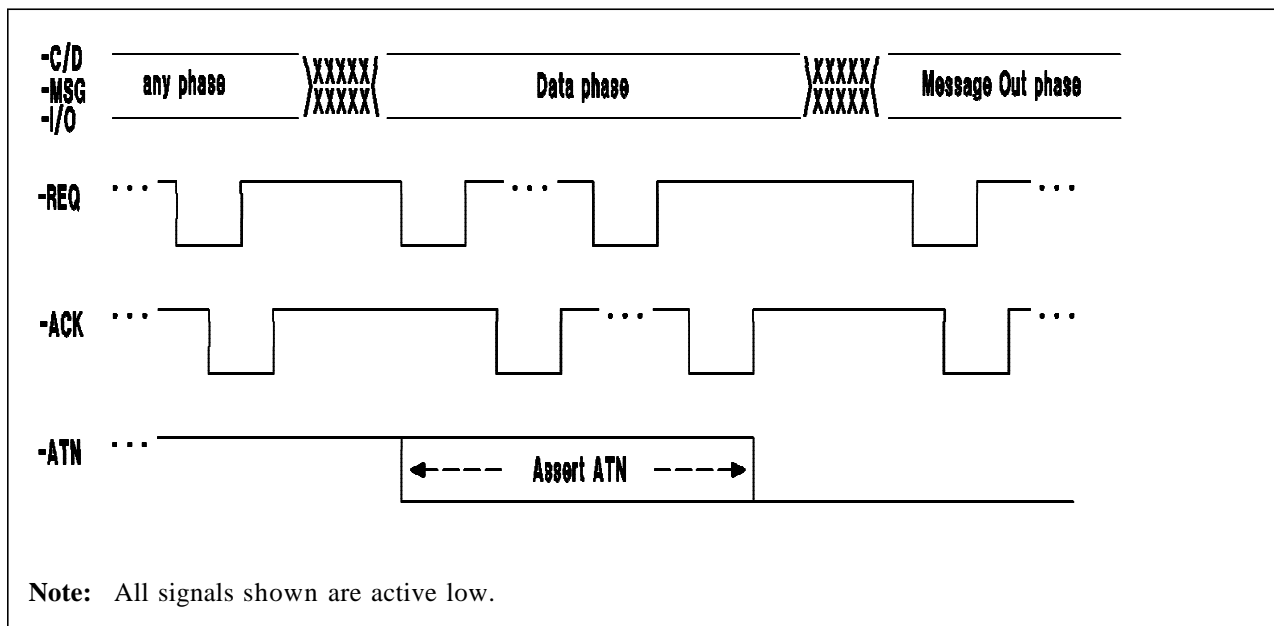 -C/D
-MSG
-I/O
any phase
XXXXX
XXXXX
Data phase
XXXXX
XXXXX
Message Out phase
-REQ
...
...
...
-ACK
...
...
...
-ATN
...
Assert ATN
Note: All signals shown are active low.